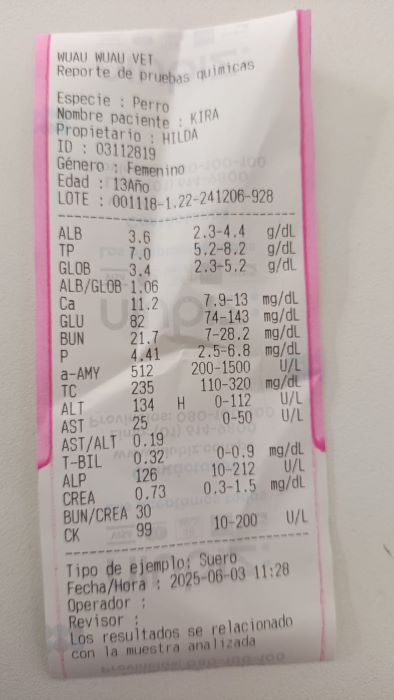 WUAU WUAU VET
Reporte de pruebas quimicas
Especie : Perro
Nombre paciente : KIRA
Propietario : HILDA
ID : 03112819
Género : Femenino
Edad : 13Año
LOTE : 001118-1.22-241206-928
ALB 3.6 2.3-4.4 g/dL
TP 7.0 5.2-8.2 g/dL
GLOB 3.4 2.3-5.2 g/dL
ALB/GLOB 1.06
Ca 11.2 7.9-13 mg/dL
GLU 82 74-143 mg/dL
BUN 21.7 7-28.2 mg/dL
P 4.41 2.5-6.8 mg/dL
a-AMY 512 200-1500 U/L
TC 235 110-320 mg/dL
ALT 134 H 0-112 U/L
AST 25 0-50 U/L
AST/ALT 0.19
T-BIL 0.32 0-0.9 mg/dL
ALP 126 10-212 U/L
CREA 0.73 0.3-1.5 mg/dL
BUN/CREA 30
CK 99 10-200 U/L
Tipo de ejemplo: Suero
Fecha/Hora : 2025-06-03 11:28
Operador :
Revisor :
Los resultados se relacionado
con la muestra analizada